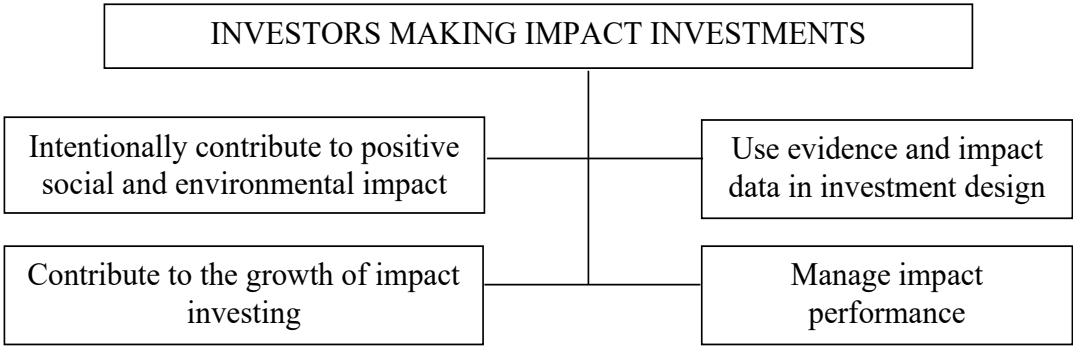 INVESTORS MAKING IMPACT INVESTMENTS
Intentionally contribute to positive
social and environmental impact
Use evidence and impact
data in investment design
Contribute to the growth of impact
investing
Manage impact
performance